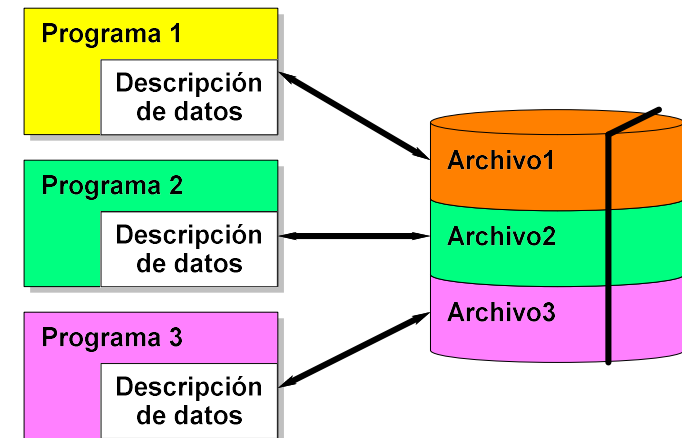 Programa 1
Descripción
de datos
Programa 2
Descripción
de datos
Programa 3
Descripción
de datos
Archivo1
Archivo2
Archivo3